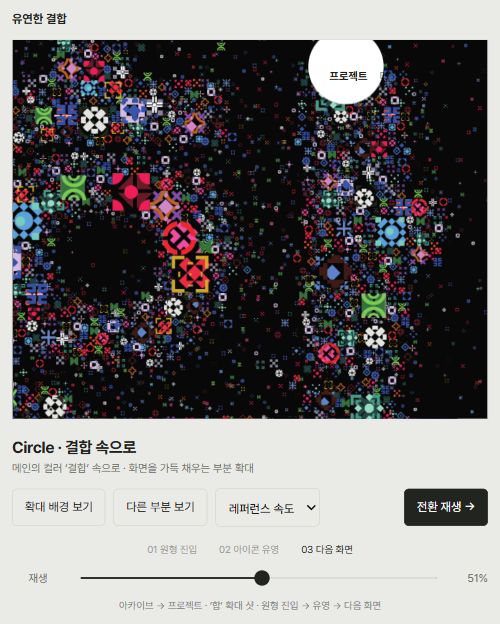 유연한 결합
프로젝트
Circle · 결합 속으로
메인의 컬러 ‘결합’ 속으로 · 화면을 가득 채우는 부분 확대
확대 배경 보기
다른 부분 보기
레퍼런스 속도
전환 재생 →
01 원형 진입 02 아이콘 유영 03 다음 화면
재생 51%
아카이브 → 프로젝트 · ‘합’ 확대 샷 · 원형 진입 → 유영 → 다음 화면